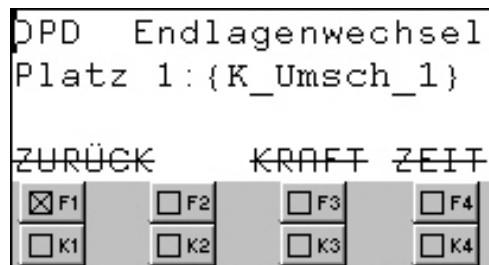 DPD Endlagenwechsel
Platz 1:{K_Umsch_1}
ZURÜCK KRAFT ZEIT
F1 F2 F3 F4
K1 K2 K3 K4